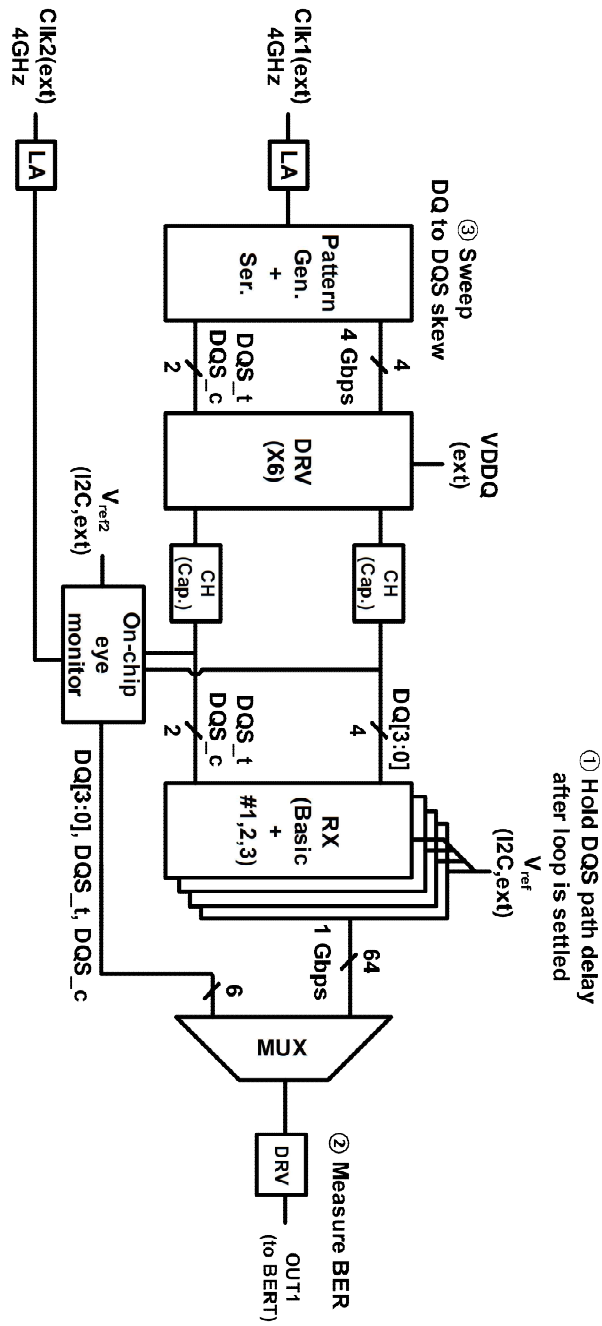 ① Hold DQS path delay
after loop is settled
③ Sweep
DQ to DQS skew
VDDQ
(ext)
Vref
(I2C,ext)
② Measure BER
Clk1(ext)
4GHz
LA
Pattern
Gen.
+
Ser.
4
4 Gbps
DQS_t
DQS_c
2
DRV
(X6)
CH
(Cap.)
CH
(Cap.)
DQ[3:0]
4
DQS_t
DQS_c
2
RX
(Basic
+
#1,2,3)
64
1 Gbps
MUX
DRV
OUT1
(to BERT)
6
Vref2
(I2C,ext)
On-chip
eye
monitor
DQ[3:0], DQS_t, DQS_c
Clk2(ext)
4GHz
LA